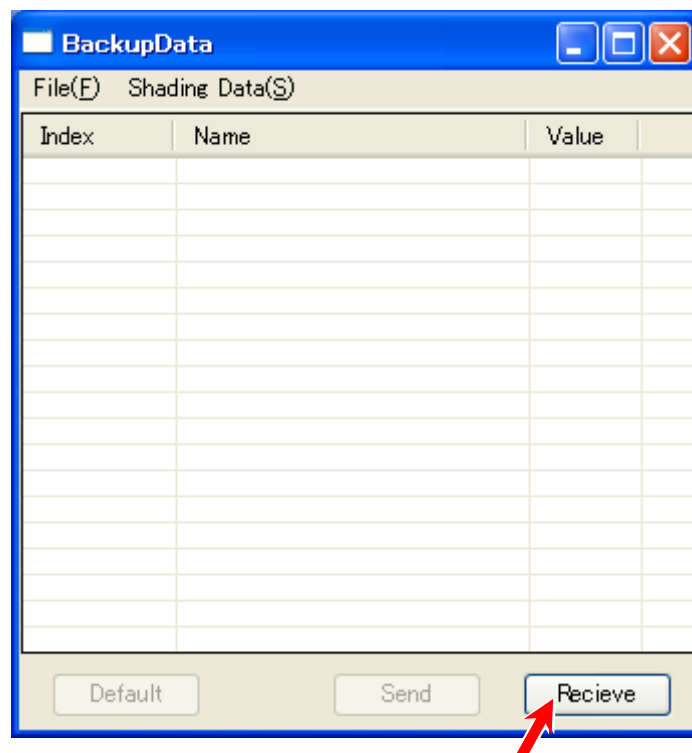 BackupData
File(F) Shading Data(S)
Index Name Value
Default Send Recieve